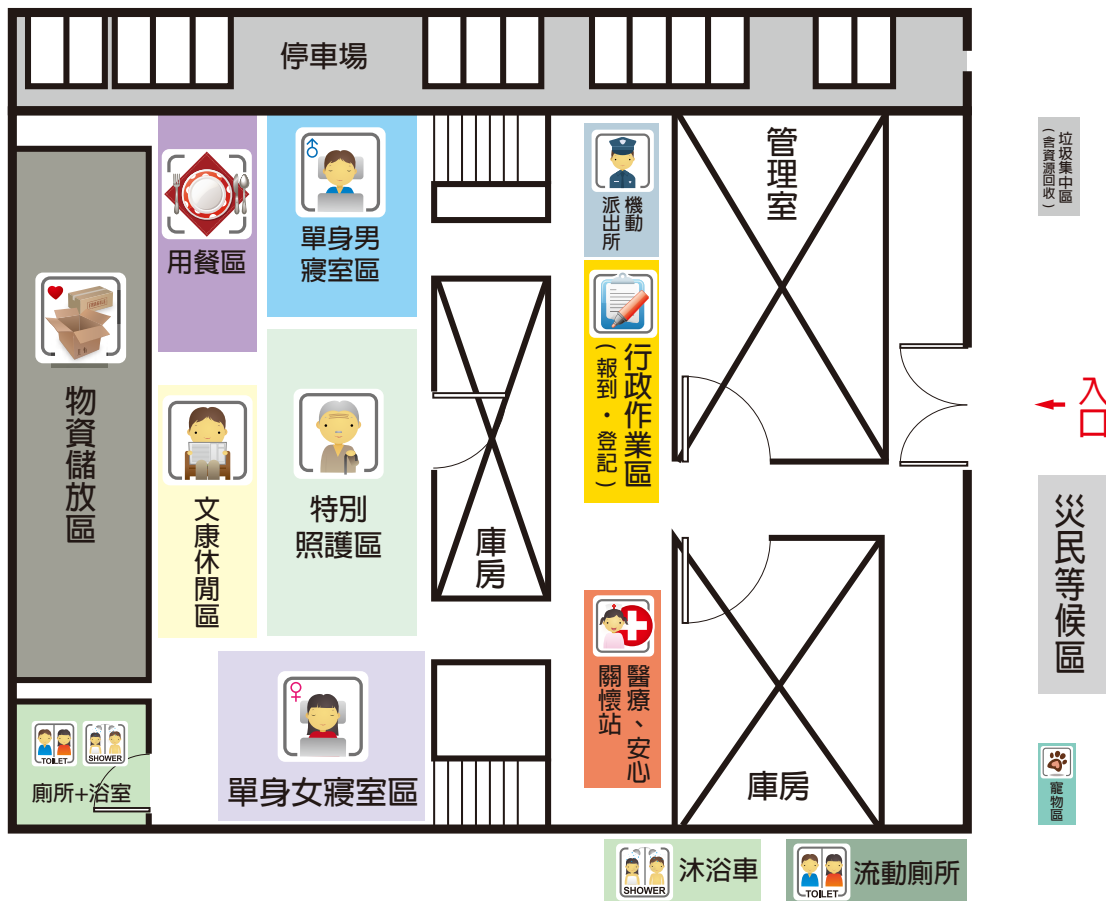 停車場
用餐區
單身男
寢室區
機動
派出所
管理室
垃圾集中區
(含資源回收)
物資儲放區
文康休閒區
特別
照護區
庫房
行政作業區
(報到・登記)
入口
災民等候區
醫療、安心
關懷站
庫房
寵物區
TOILET
SHOWER
廁所+浴室
單身女寢室區
SHOWER
沐浴車
TOILET
流動廁所